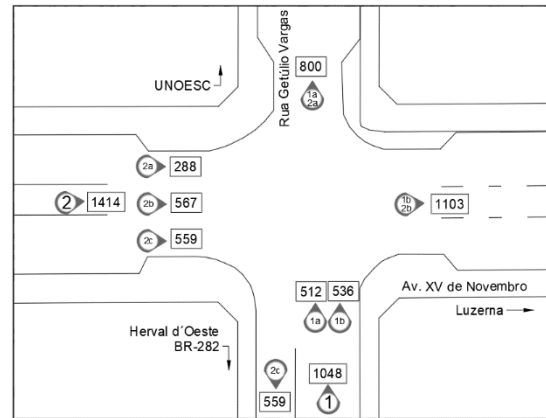 Rua Getúlio Vargas
800
1a
2a
UNOESC
2a
288
2
1414
2b
567
1b
2b
1103
2c
559
512
536
1a
1b
Av. XV de Novembro
Luzerna
Herval d´Oeste
BR-282
2c
559
1048
1